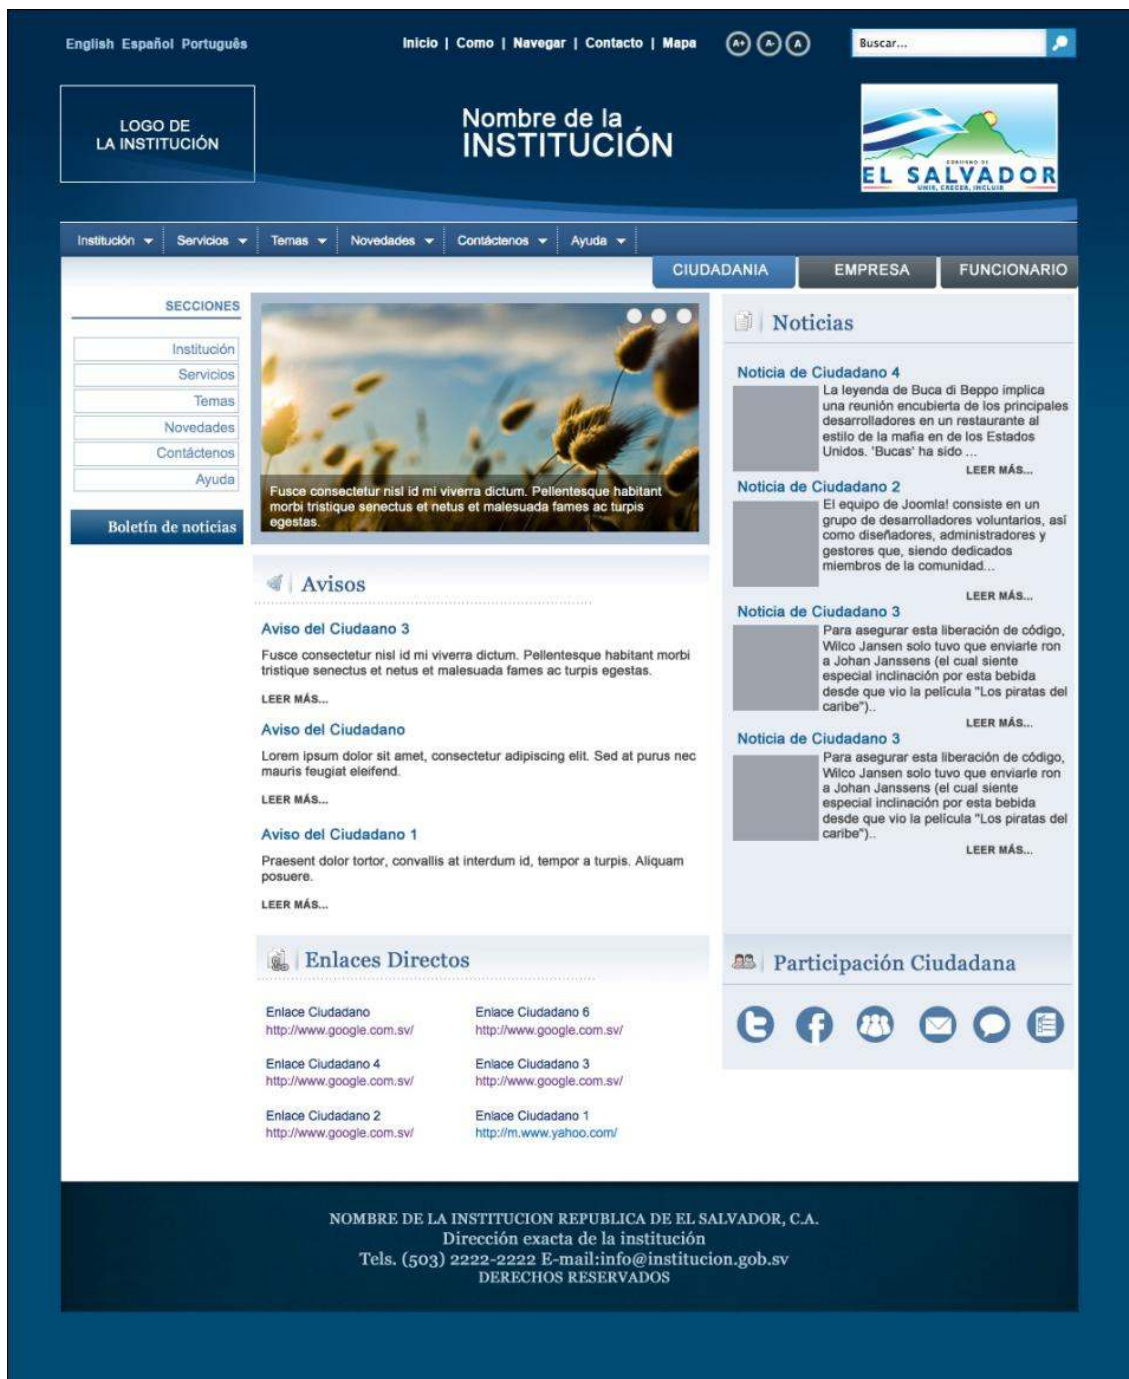 English Español Português
Inicio | Como | Navegar | Contacto | Mapa
A+ A- A
Buscar...
LOGO DE
LA INSTITUCIÓN
Nombre de la
INSTITUCIÓN
GOBIERNO DE
EL SALVADOR
UNIR, CRECER, INCLUIR
Institución Servicios Temas Novedades Contáctenos Ayuda
CIUDADANIA EMPRESA FUNCIONARIO
SECCIONES
Institución
Servicios
Temas
Novedades
Contáctenos
Ayuda
Boletín de noticias
Fusce consectetur nisl id mi viverra dictum. Pellentesque habitant
morbi tristique senectus et netus et malesuada fames ac turpis
egestas.
Avisos
Aviso del Ciudaano 3
Fusce consectetur nisl id mi viverra dictum. Pellentesque habitant morbi
tristique senectus et netus et malesuada fames ac turpis egestas.
LEER MÁS...
Aviso del Ciudadano
Lorem ipsum dolor sit amet, consectetur adipiscing elit. Sed at purus nec
mauris feugiat eleifend.
LEER MÁS...
Aviso del Ciudadano 1
Praesent dolor tortor, convallis at interdum id, tempor a turpis. Aliquam
posuere.
LEER MÁS...
Enlaces Directos
Enlace Ciudadano
http://www.google.com.sv/
Enlace Ciudadano 6
http://www.google.com.sv/
Enlace Ciudadano 4
http://www.google.com.sv/
Enlace Ciudadano 3
http://www.google.com.sv/
Enlace Ciudadano 2
http://www.google.com.sv/
Enlace Ciudadano 1
http://m.www.yahoo.com/
Noticias
Noticia de Ciudadano 4
La leyenda de Buca di Beppo implica
una reunión encubierta de los principales
desarrolladores en un restaurante al
estilo de la mafia en de los Estados
Unidos. 'Bucas' ha sido ...
LEER MÁS...
Noticia de Ciudadano 2
El equipo de Joomla! consiste en un
grupo de desarrolladores voluntarios, así
como diseñadores, administradores y
gestores que, siendo dedicados
miembros de la comunidad...
LEER MÁS...
Noticia de Ciudadano 3
Para asegurar esta liberación de código,
Wilco Jansen solo tuvo que enviarle ron
a Johan Janssens (el cual siente
especial inclinación por esta bebida
desde que vio la película "Los piratas del
caribe")..
LEER MÁS...
Noticia de Ciudadano 3
Para asegurar esta liberación de código,
Wilco Jansen solo tuvo que enviarle ron
a Johan Janssens (el cual siente
especial inclinación por esta bebida
desde que vio la película "Los piratas del
caribe")..
LEER MÁS...
Participación Ciudadana
NOMBRE DE LA INSTITUCION REPUBLICA DE EL SALVADOR, C.A.
Dirección exacta de la institución
Tels. (503) 2222-2222 E-mail:info@institucion.gob.sv
DERECHOS RESERVADOS